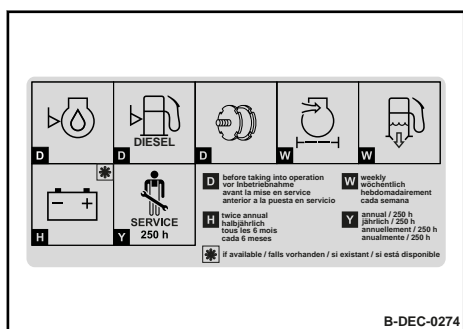 D
DIESEL
D
D
W
W
H
SERVICE
250 h
Y
D before taking into operation
vor Inbetriebnahme
avant la mise en service
anterior a la puesta en servicio
W weekly
wöchentlich
hebdomadairement
cada semana
H twice annual
halbjährlich
tous les 6 mois
cada 6 meses
Y annual / 250 h
jährlich / 250 h
annuellement / 250 h
anualmente / 250 h
if available / falls vorhanden / si existant / si está disponible
B-DEC-0274